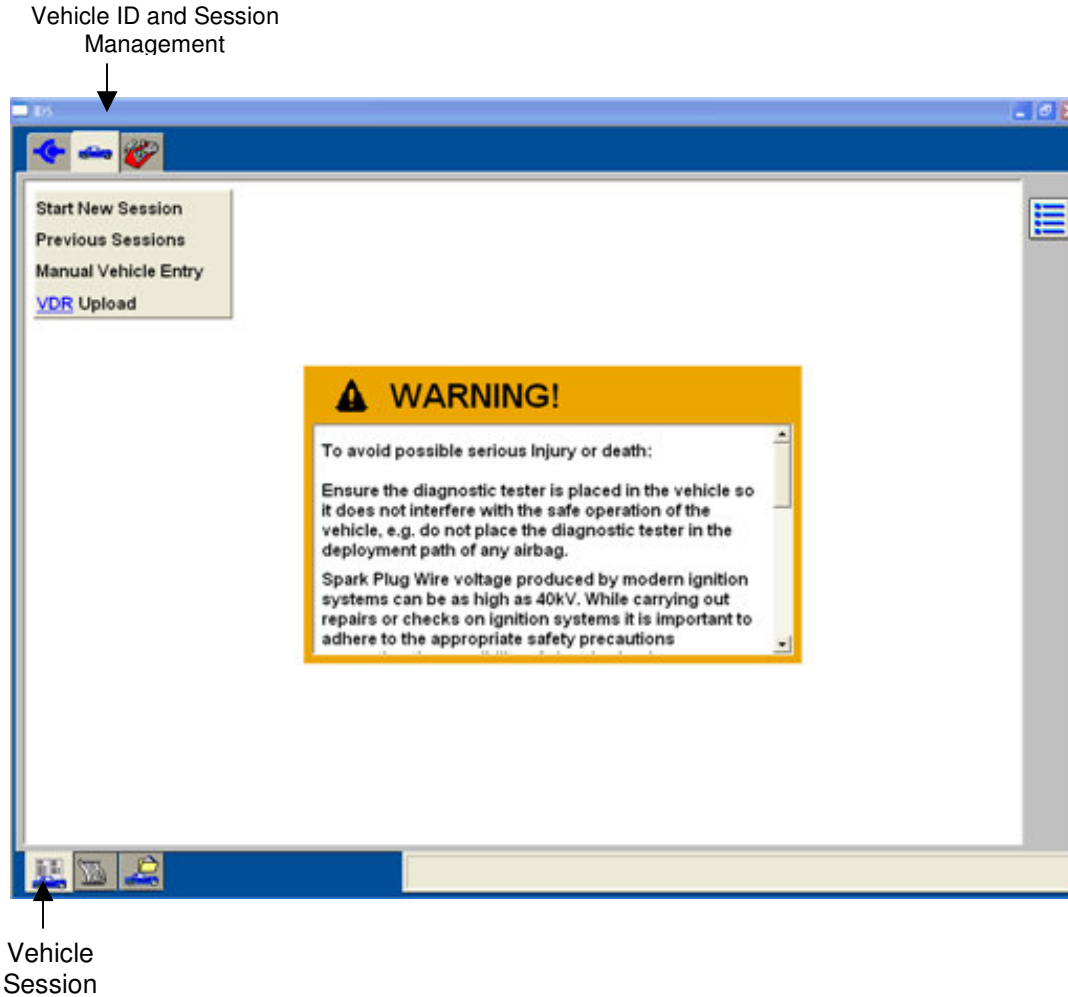 Vehicle ID and Session
Management
IDS
Start New Session
Previous Sessions
Manual Vehicle Entry
VDR Upload
WARNING!
To avoid possible serious Injury or death:
Ensure the diagnostic tester is placed in the vehicle so
it does not interfere with the safe operation of the
vehicle, e.g. do not place the diagnostic tester in the
deployment path of any airbag.
Spark Plug Wire voltage produced by modern ignition
systems can be as high as 40kV. While carrying out
repairs or checks on ignition systems it is important to
adhere to the appropriate safety precautions
Vehicle
Session